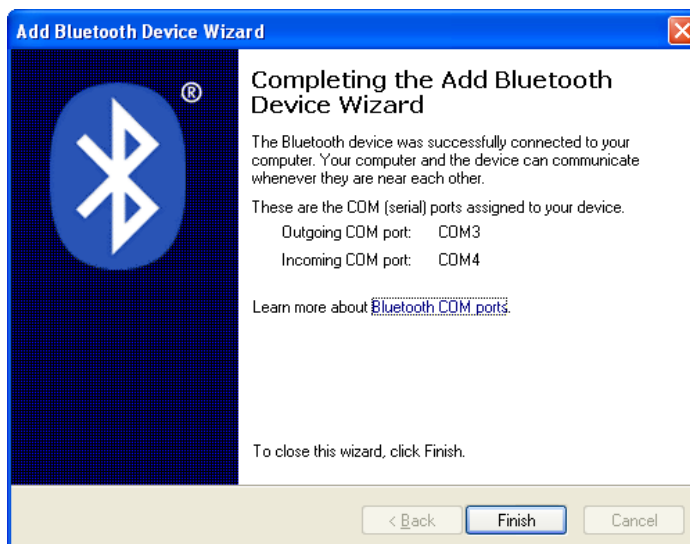 Add Bluetooth Device Wizard
®
Completing the Add Bluetooth
Device Wizard
The Bluetooth device was successfully connected to your
computer. Your computer and the device can communicate
whenever they are near each other.
These are the COM (serial) ports assigned to your device.
Outgoing COM port: COM3
Incoming COM port: COM4
Learn more about Bluetooth COM ports.
To close this wizard, click Finish.
< Back Finish Cancel